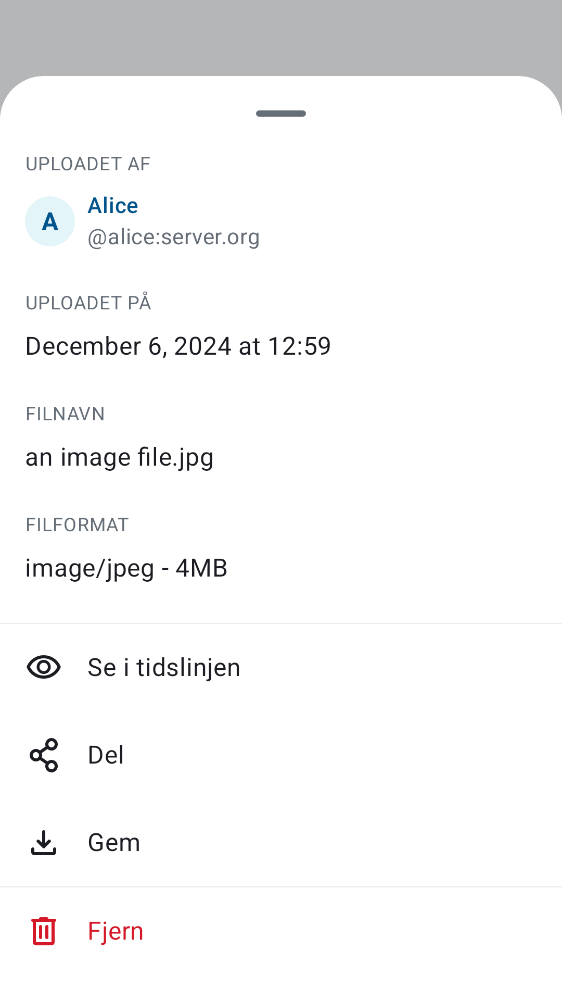 UPLOADET AF
A
Alice
@alice:server.org
UPLOADET PÅ
December 6, 2024 at 12:59
FILNAVN
an image file.jpg
FILFORMAT
image/jpeg - 4MB
Se i tidslinjen
Del
Gem
Fjern